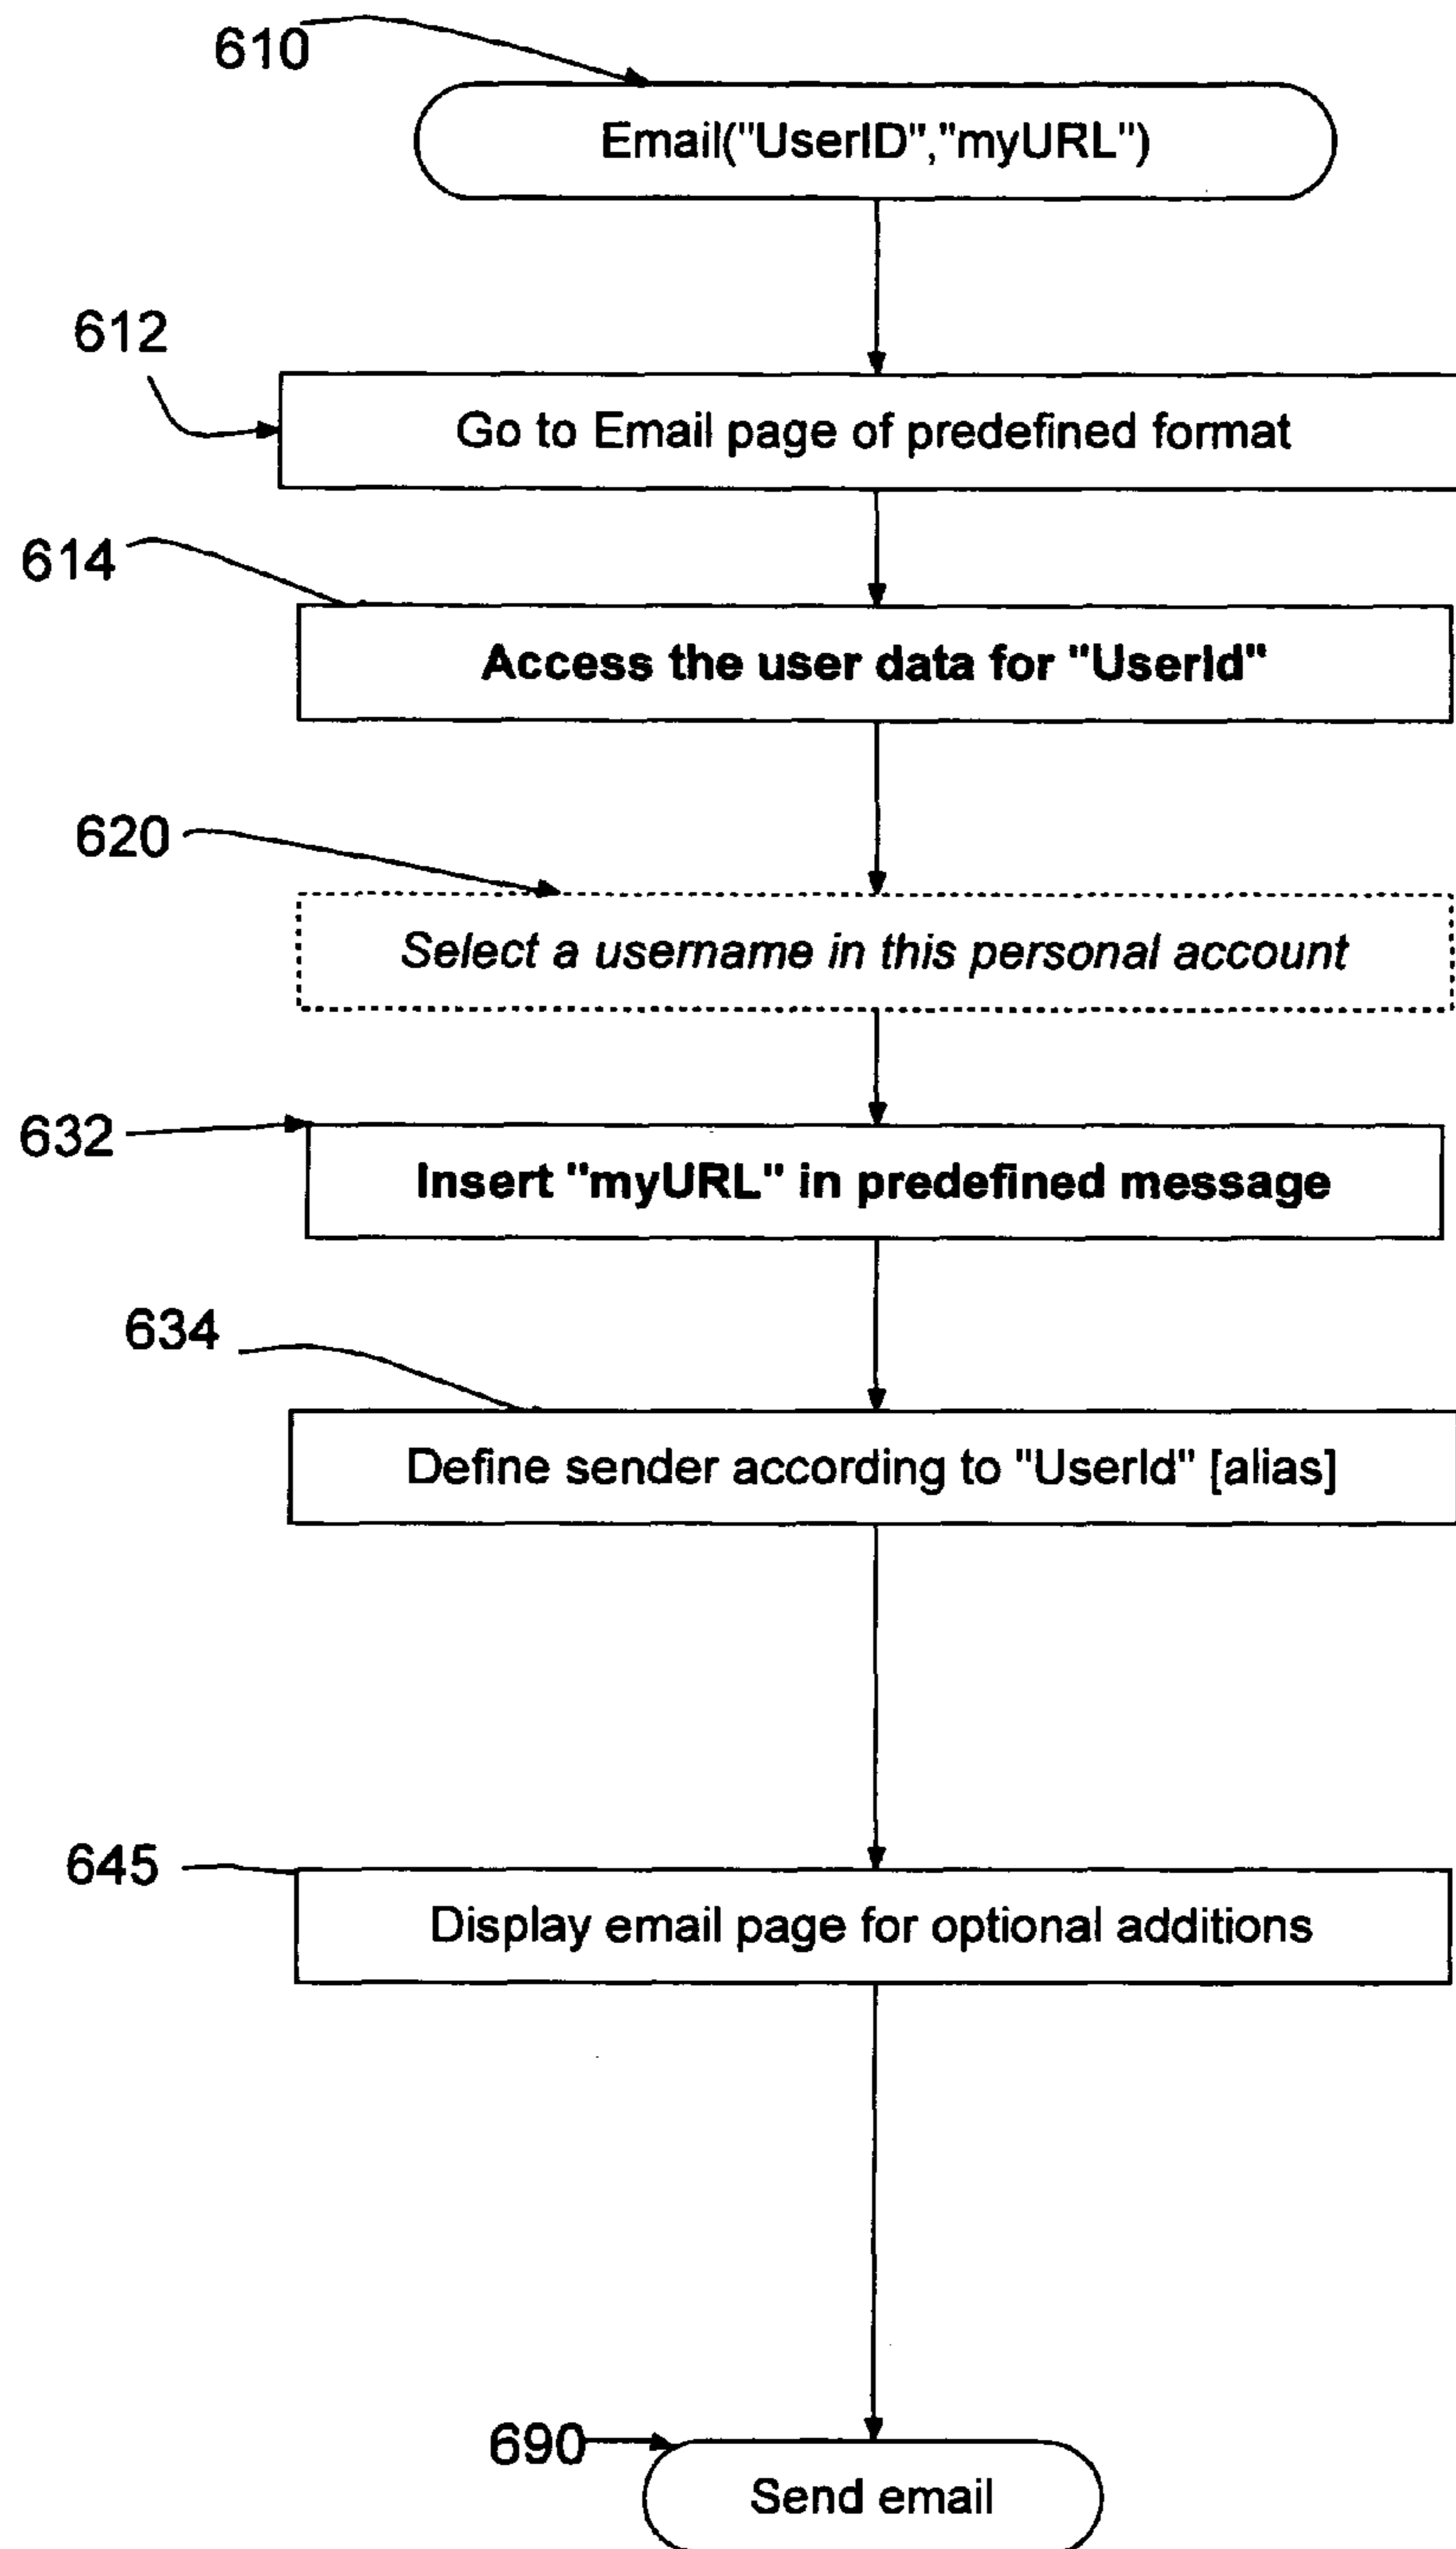 610
Email("UserID","myURL")
612
Go to Email page of predefined format
614
Access the user data for "UserId"
620
Select a username in this personal account
632
Insert "myURL" in predefined message
634
Define sender according to "UserId" [alias]
645
Display email page for optional additions
690
Send email